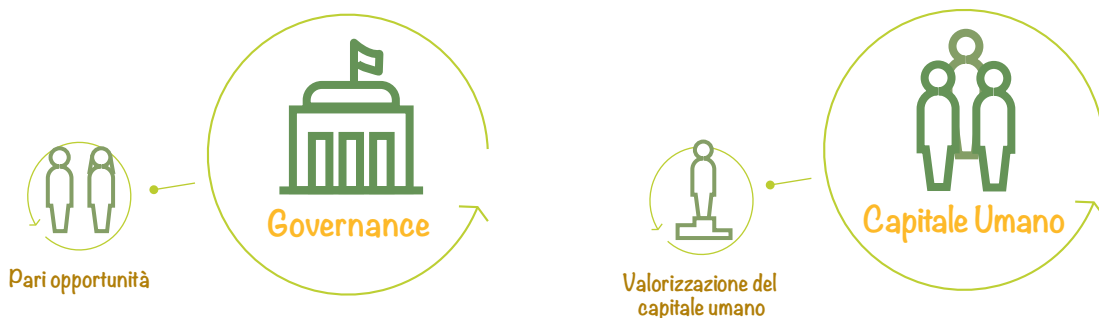 Governance
Pari opportunità
Capitale Umano
Valorizzazione del
capitale umano